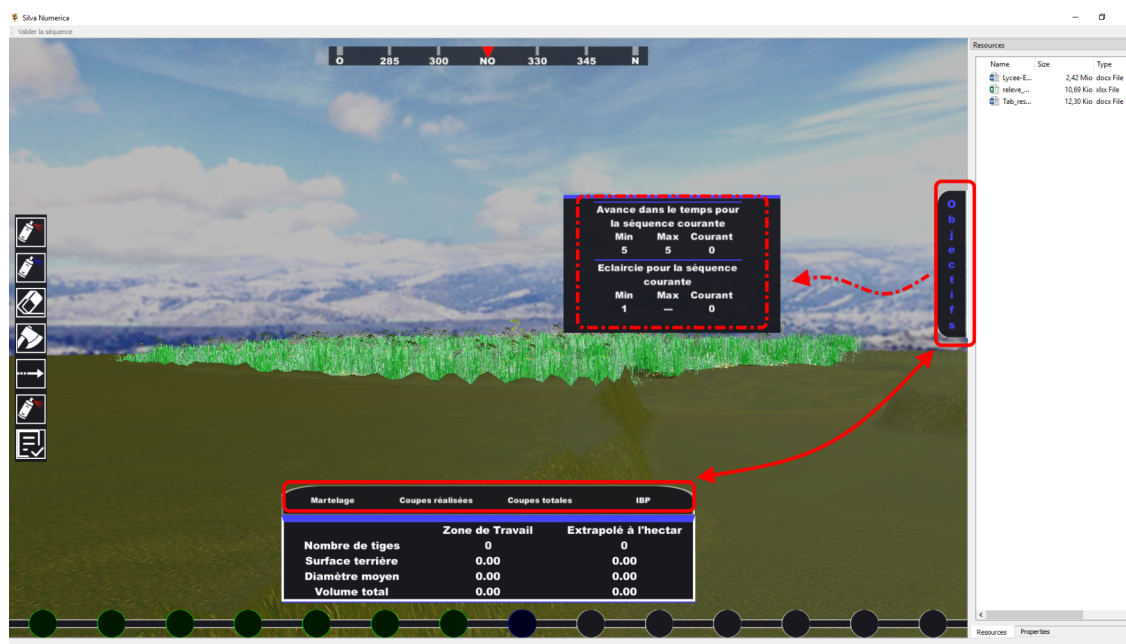 Silva Numerica
Valider la séquence
O 285 300 NO 330 345 N
Resources
Name Size Type
Lycee-E... 2,42 Mio docx File
releve_... 10,69 Kio xlsx File
Tab_res... 12,30 Kio docx File
Objectifs
Avance dans le temps pour
la séquence courante
Min Max Courant
5 5 0
Eclaircie pour la séquence
courante
Min Max Courant
1 --- 0
Martelage Coupes réalisées Coupes totales IBP
Zone de Travail Extrapolé à l'hectar
Nombre de tiges 0 0
Surface terrière 0.00 0.00
Diamètre moyen 0.00 0.00
Volume total 0.00 0.00
Resources Properties